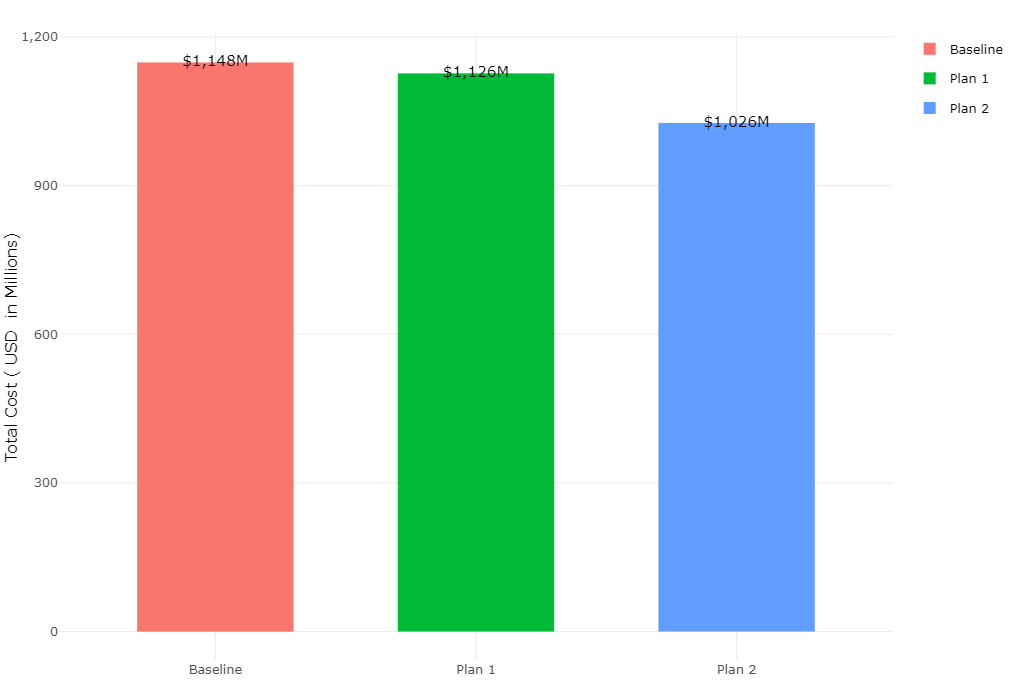 1,200
900
600
300
0
Total Cost ( USD  in Millions)
$1,148M
$1,126M
$1,026M
Baseline
Plan 1
Plan 2
Baseline
Plan 1
Plan 2